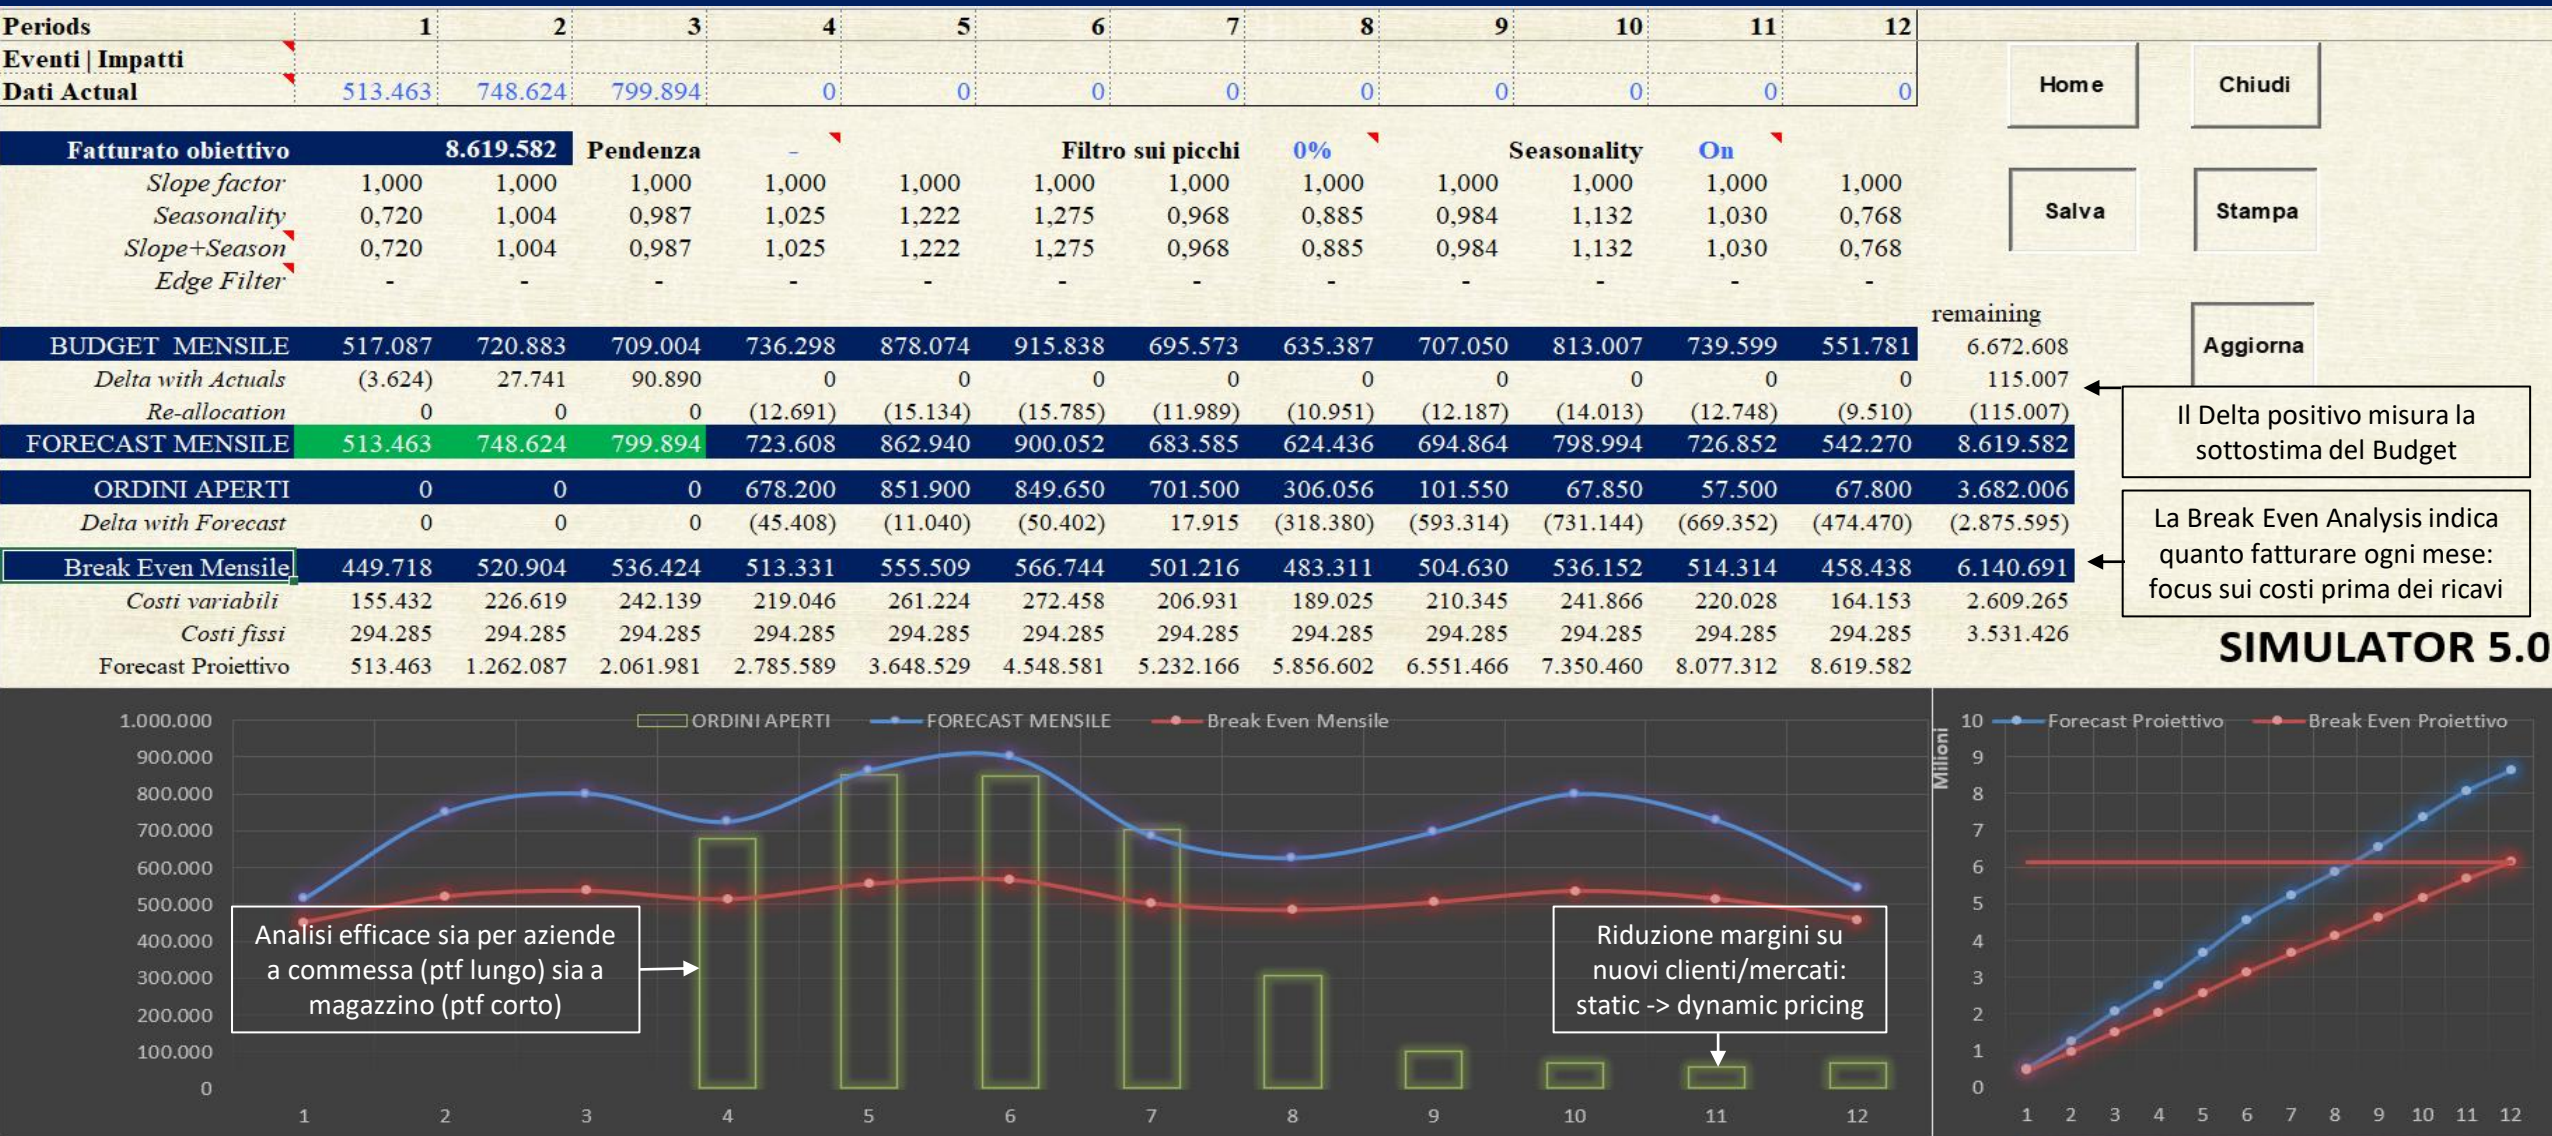 Periods 1 2 3 4 5 6 7 8 9 10 11 12
Eventi | Impatti
Dati Actual 513.463 748.624 799.894 0 0 0 0 0 0 0 0 0
Home Chiudi
Fatturato obiettivo 8.619.582 Pendenza - Filtro sui picchi 0% Seasonality On
Slope factor 1,000 1,000 1,000 1,000 1,000 1,000 1,000 1,000 1,000 1,000 1,000 1,000
Seasonality 0,720 1,004 0,987 1,025 1,222 1,275 0,968 0,885 0,984 1,132 1,030 0,768
Slope+Season 0,720 1,004 0,987 1,025 1,222 1,275 0,968 0,885 0,984 1,132 1,030 0,768
Edge Filter - - - - - - - - - - - -
Salva Stampa
remaining
BUDGET MENSILE 517.087 720.883 709.004 736.298 878.074 915.838 695.573 635.387 707.050 813.007 739.599 551.781 6.672.608
Delta with Actuals (3.624) 27.741 90.890 0 0 0 0 0 0 0 0 0 115.007
Re-allocation 0 0 0 (12.691) (15.134) (15.785) (11.989) (10.951) (12.187) (14.013) (12.748) (9.510) (115.007)
FORECAST MENSILE 513.463 748.624 799.894 723.608 862.940 900.052 683.585 624.436 694.864 798.994 726.852 542.270 8.619.582
Aggiorna
Il Delta positivo misura la
sottostima del Budget
ORDINI APERTI 0 0 0 678.200 851.900 849.650 701.500 306.056 101.550 67.850 57.500 67.800 3.682.006
Delta with Forecast 0 0 0 (45.408) (11.040) (50.402) 17.915 (318.380) (593.314) (731.144) (669.352) (474.470) (2.875.595)
Break Even Mensile 449.718 520.904 536.424 513.331 555.509 566.744 501.216 483.311 504.630 536.152 514.314 458.438 6.140.691
Costi variabili 155.432 226.619 242.139 219.046 261.224 272.458 206.931 189.025 210.345 241.866 220.028 164.153 2.609.265
Costi fissi 294.285 294.285 294.285 294.285 294.285 294.285 294.285 294.285 294.285 294.285 294.285 294.285 3.531.426
Forecast Proiettivo 513.463 1.262.087 2.061.981 2.785.589 3.648.529 4.548.581 5.232.166 5.856.602 6.551.466 7.350.460 8.077.312 8.619.582
La Break Even Analysis indica
quanto fatturare ogni mese:
focus sui costi prima dei ricavi
SIMULATOR 5.0
ORDINI APERTI FORECAST MENSILE Break Even Mensile
1.000.000
900.000
800.000
700.000
600.000
500.000
400.000
300.000
200.000
100.000
0
Analisi efficace sia per aziende
a commessa (ptf lungo) sia a
magazzino (ptf corto)
Riduzione margini su
nuovi clienti/mercati:
static -> dynamic pricing
1 2 3 4 5 6 7 8 9 10 11 12
Forecast Proiettivo Break Even Proiettivo
Milioni
10
9
8
7
6
5
4
3
2
1
0
1 2 3 4 5 6 7 8 9 10 11 12